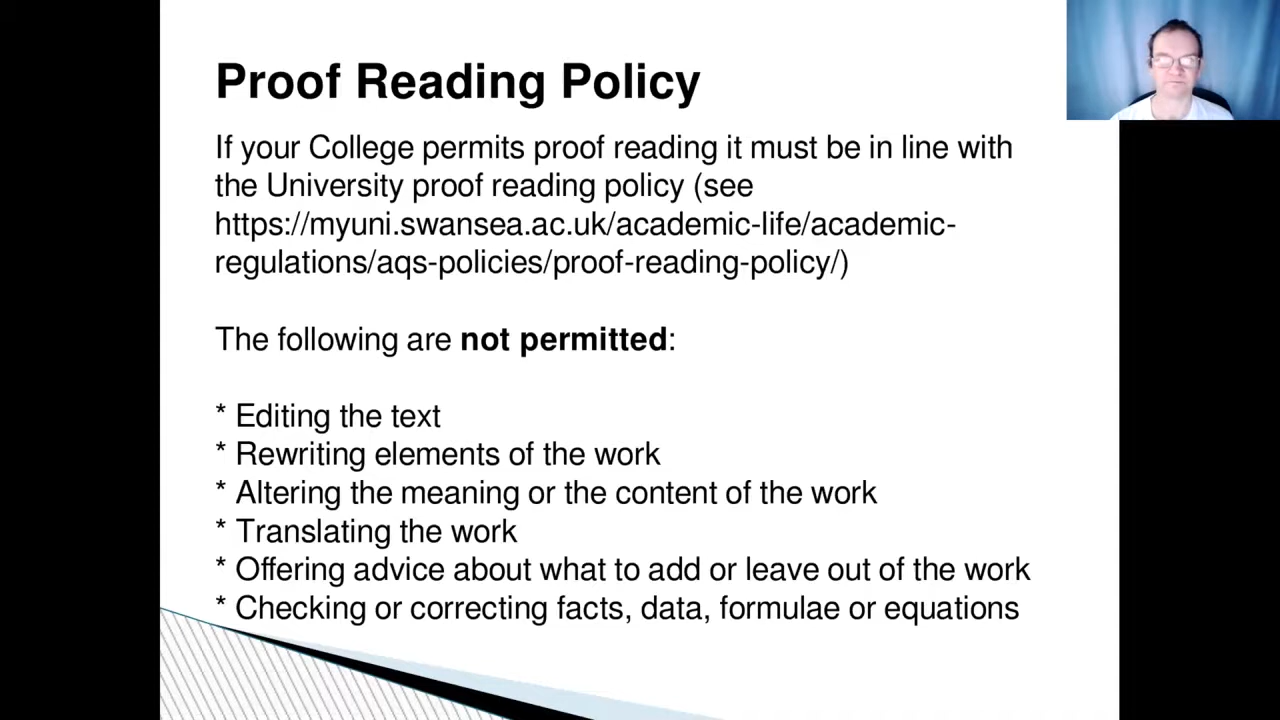 Proof Reading Policy
If your College permits proof reading it must be in line with
the University proof reading policy (see
https://myuni.swansea.ac.uk/academic-life/academic-
regulations/aqs-policies/proof-reading-policy/)
The following are not permitted:
* Editing the text
* Rewriting elements of the work
* Altering the meaning or the content of the work
* Translating the work
* Offering advice about what to add or leave out of the work
* Checking or correcting facts, data, formulae or equations